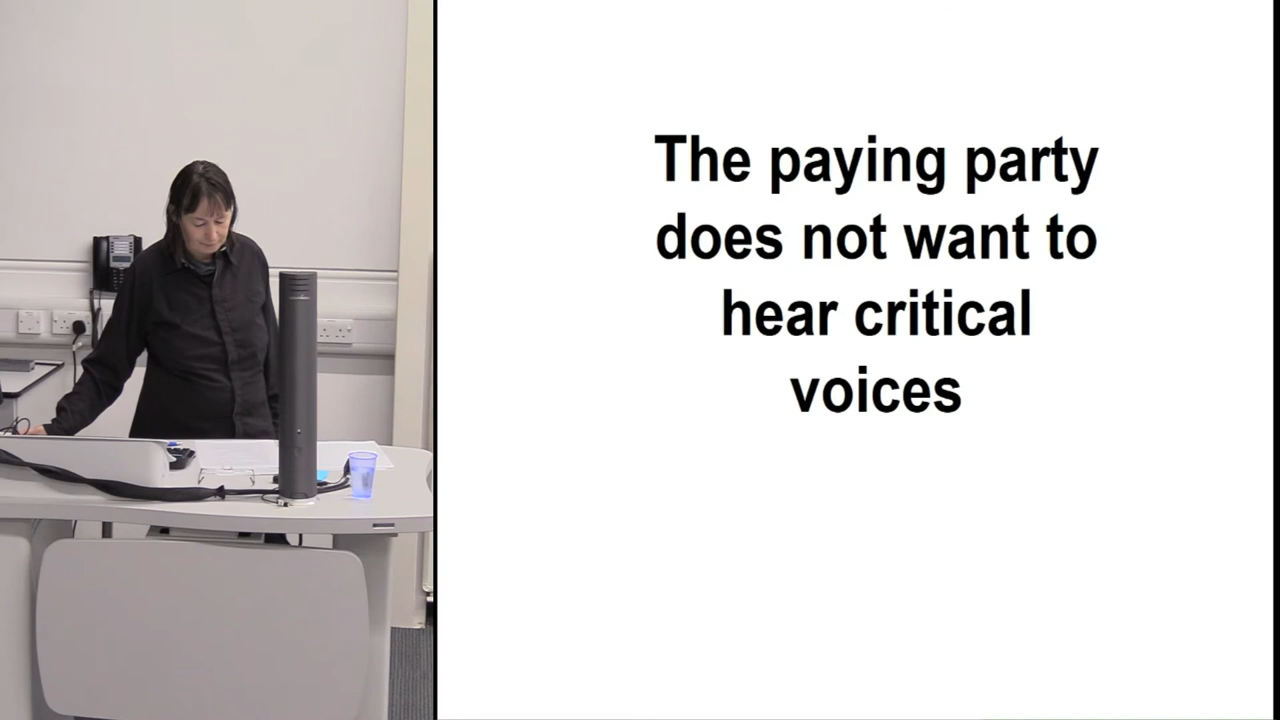 The paying party
does not want to
hear critical
voices